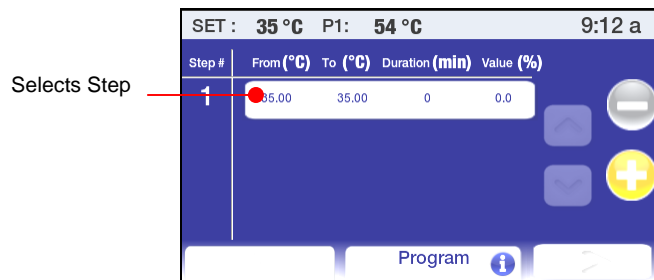 SET : 35 °C P1: 54 °C 9:12 a
Step # From (°C) To (°C) Duration (min) Value (%)
Selects Step
1 35.00 35.00 0 0.0
Program i